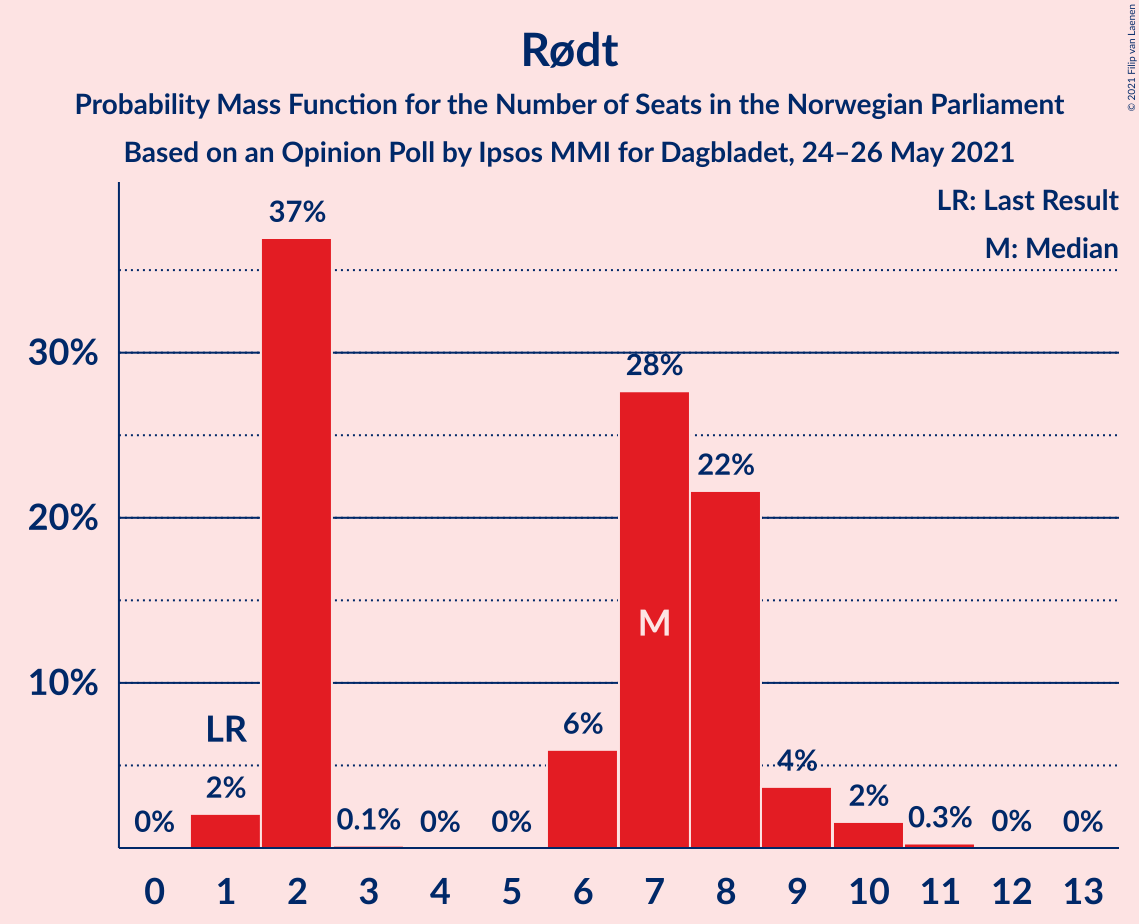 Rødt
Probability Mass Function for the Number of Seats in the Norwegian Parliament
Based on an Opinion Poll by Ipsos MMI for Dagbladet, 24–26 May 2021
© 2021 Filip van Laenen
LR: Last Result
M: Median
30%
20%
10%
0%
LR
2%
37%
0.1%
0%
0%
6%
28%
M
22%
4%
2%
0.3%
0%
0%
0 1 2 3 4 5 6 7 8 9 10 11 12 13